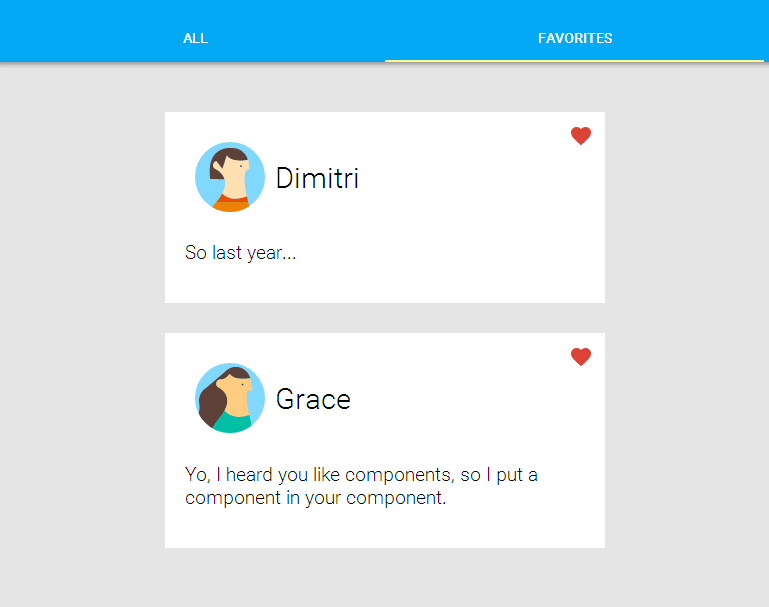 ALL
FAVORITES
Dimitri
So last year...
Grace
Yo, I heard you like components, so I put a
component in your component.